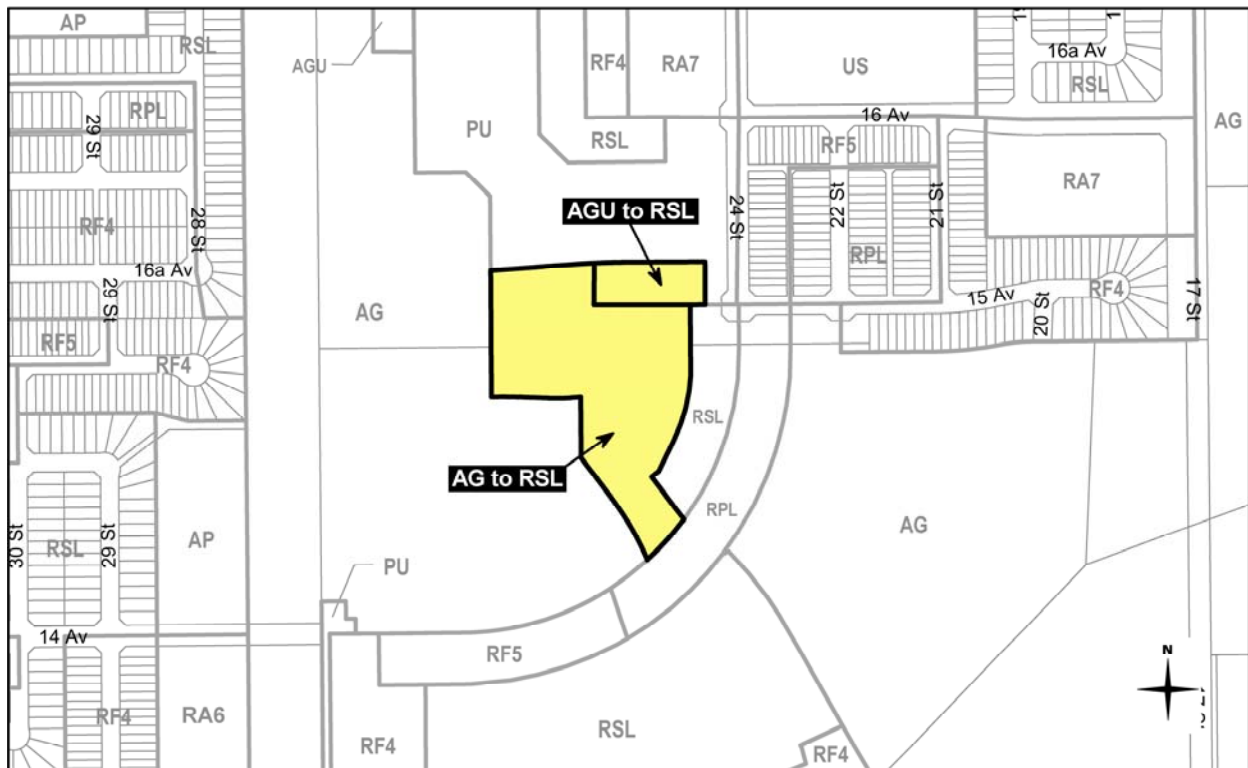 AP
RSL
AGU
RF4
RA7
US
16a Av
RSL
AG
RPL
29 St
PU
RSL
16 Av
RF5
RA7
RF4
28 St
16a Av
29 St
AGU to RSL
24 St
22 St
21 St
RPL
15 Av
20 St
RF4
17 St
RF5
RF4
AG
RSL
AG to RSL
RPL
AG
30 St
RSL
29 St
AP
PU
14 Av
RF5
RF4
RA6
RF4
RSL
RF4
N